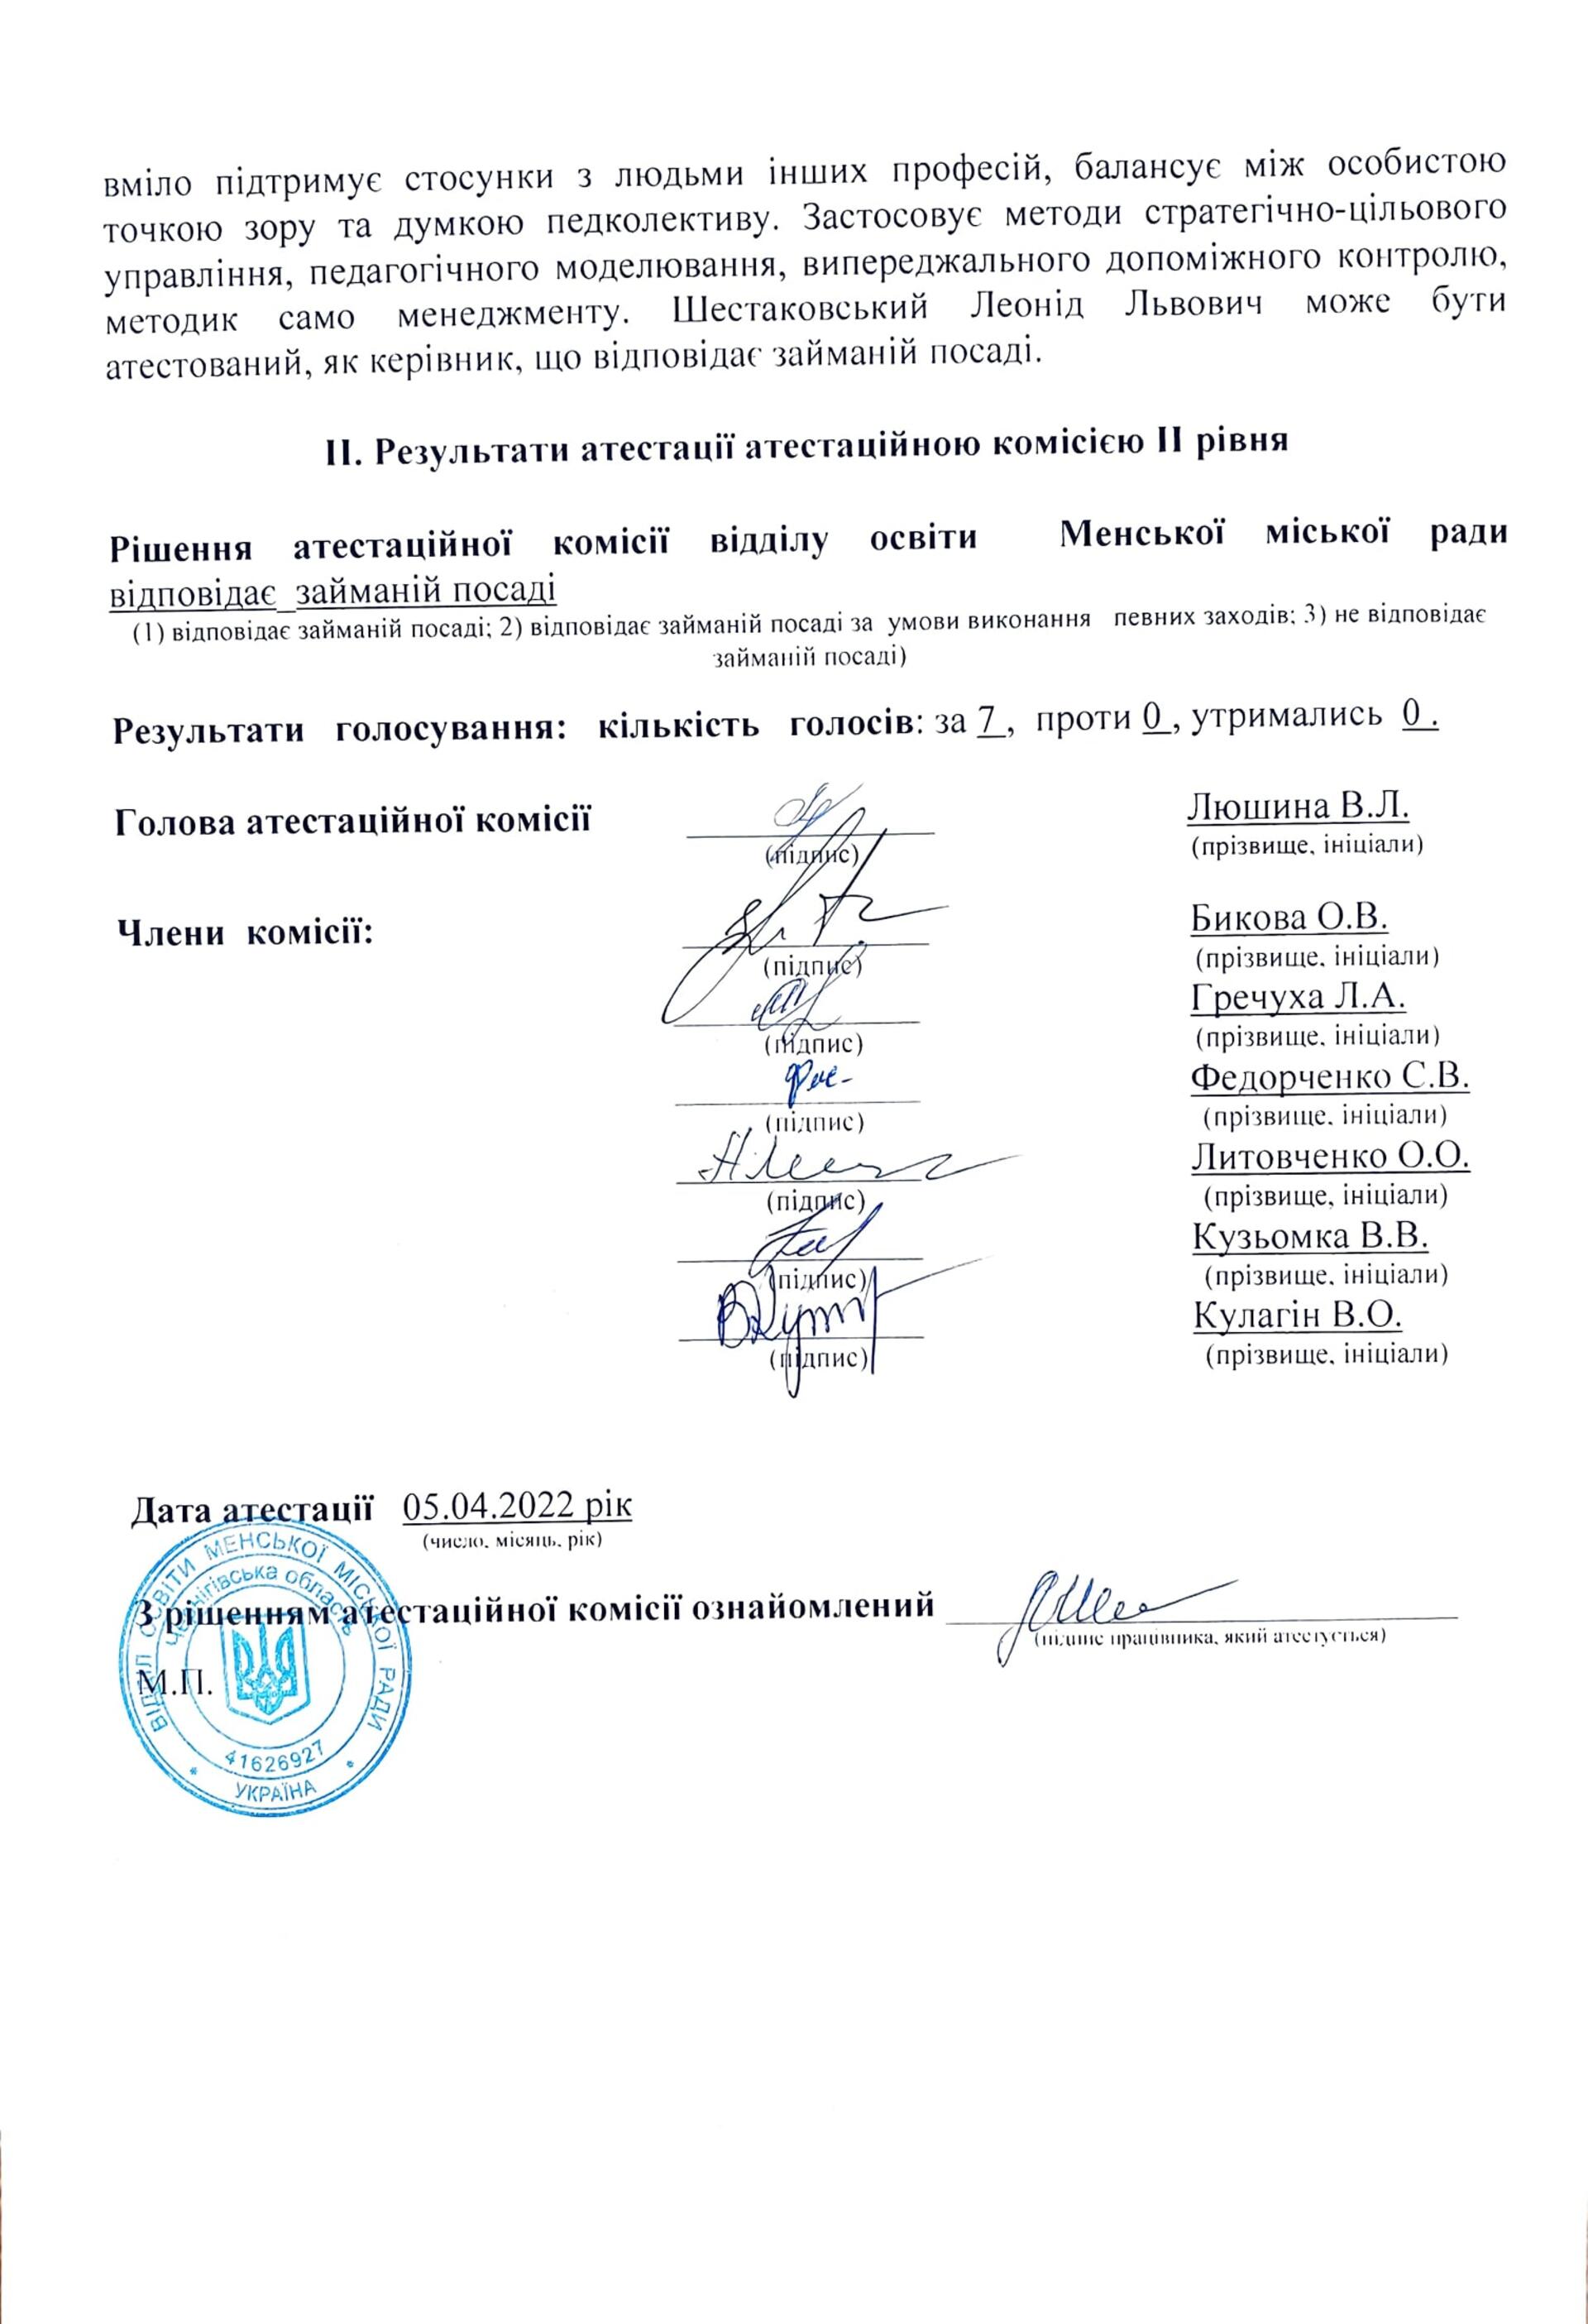 вміло підтримує стосунки з людьми інших професій, балансує між особистою
точкою зору та думкою педколективу. Застосовує методи стратегічно-цільового
управління, педагогічного моделювання, випереджального допоміжного контролю,
методик само менеджменту. Шестаковський Леонід Львович може бути
атестований, як керівник, що відповідає займаній посаді.
ІІ. Результати атестації атестаційною комісією ІІ рівня
Рішення атестаційної комісії відділу освіти Менської міської ради
відповідає_займаній посаді
(1) відповідає займаній посаді; 2) відповідає займаній посаді за умови виконання певних заходів; 3) не відповідає
займаній посаді)
Результати голосування: кількість голосів: за 7 , проти 0 , утримались 0 .
Голова атестаційної комісії Люшина В.Л.
(підпис) (прізвище, ініціали)
Члени комісії: Бикова О.В.
(підпис) (прізвище, ініціали)
Гречуха Л.А.
(підпис) (прізвище, ініціали)
Федорченко С.В.
(підпис) (прізвище, ініціали)
Литовченко О.О.
(підпис) (прізвище, ініціали)
Кузьомка В.В.
(підпис) (прізвище, ініціали)
Кулагін В.О.
(підпис) (прізвище, ініціали)
Дата атестації 05.04.2022 рік
(число, місяць, рік)
З рішенням атестаційної комісії ознайомлений
(підпис працівника, який атестується)
М.П.
ВІДДІЛ ОСВІТИ МЕНСЬКОЇ МІСЬКОЇ РАДИ
Чернігівська область
41626927
* УКРАЇНА *